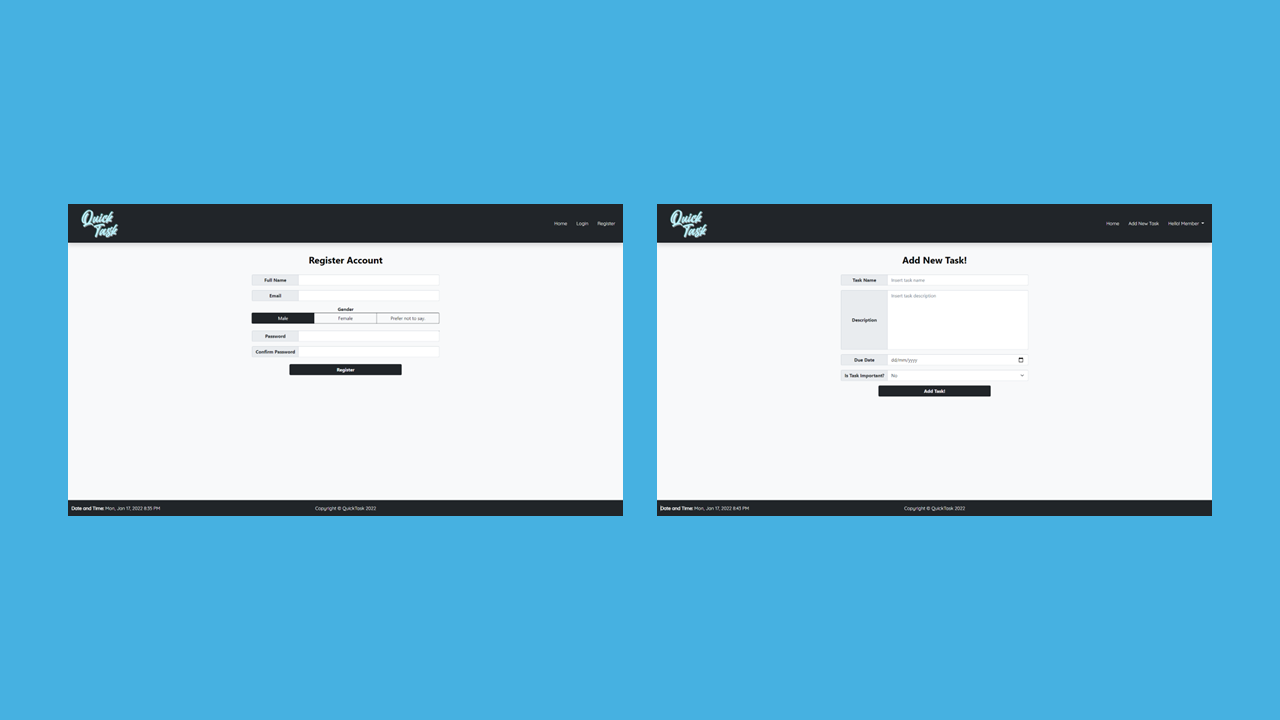 Quick
Task
Home Login Register
Register Account
Full Name
Email
Gender
Male Female Prefer not to say.
Password
Confirm Password
Register
Date and Time: Mon, Jan 17, 2022 8:35 PM Copyright © QuickTask 2022
Quick
Task
Home Add New Task Hello! Member
Add New Task!
Task Name Insert task name
Description Insert task description
Due Date dd/mm/yyyy
Is Task Important? No
Add Task!
Date and Time: Mon, Jan 17, 2022 8:43 PM Copyright © QuickTask 2022